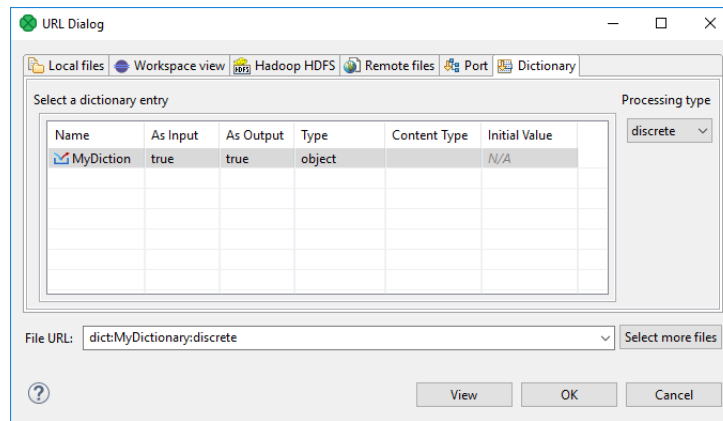 URL Dialog
Local files Workspace view HDFS Hadoop HDFS Remote files Port Dictionary
Select a dictionary entry Processing type
Name As Input As Output Type Content Type Initial Value discrete
MyDiction true true object N/A
File URL: dict:MyDictionary:discrete Select more files
? View OK Cancel